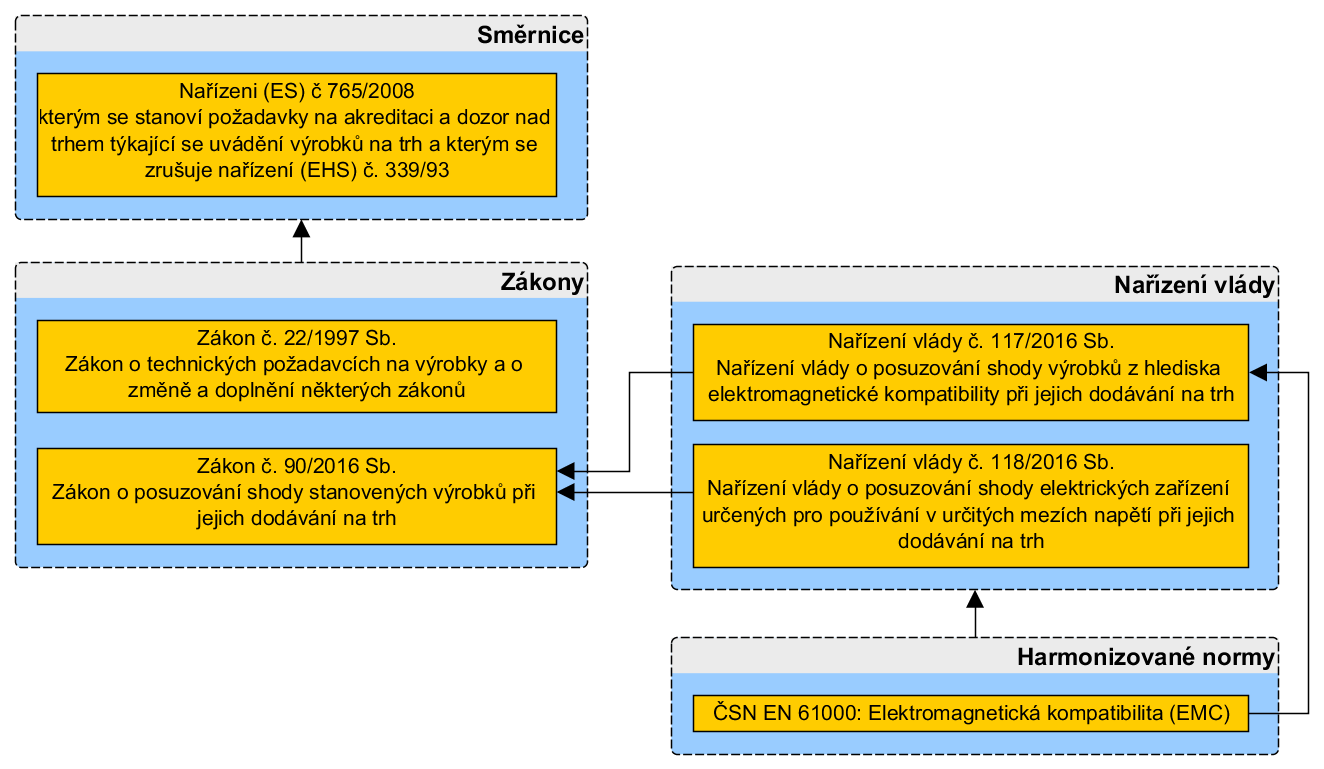 Směrnice
Nařízeni (ES) č 765/2008
kterým se stanoví požadavky na akreditaci a dozor nad
trhem týkající se uvádění výrobků na trh a kterým se
zrušuje nařízení (EHS) č. 339/93
Zákony
Zákon č. 22/1997 Sb.
Zákon o technických požadavcích na výrobky a o
změně a doplnění některých zákonů
Zákon č. 90/2016 Sb.
Zákon o posuzování shody stanovených výrobků při
jejich dodávání na trh
Nařízení vlády
Nařízení vlády č. 117/2016 Sb.
Nařízení vlády o posuzování shody výrobků z hlediska
elektromagnetické kompatibility při jejich dodávání na trh
Nařízení vlády č. 118/2016 Sb.
Nařízení vlády o posuzování shody elektrických zařízení
určených pro používání v určitých mezích napětí při jejich
dodávání na trh
Harmonizované normy
ČSN EN 61000: Elektromagnetická kompatibilita (EMC)